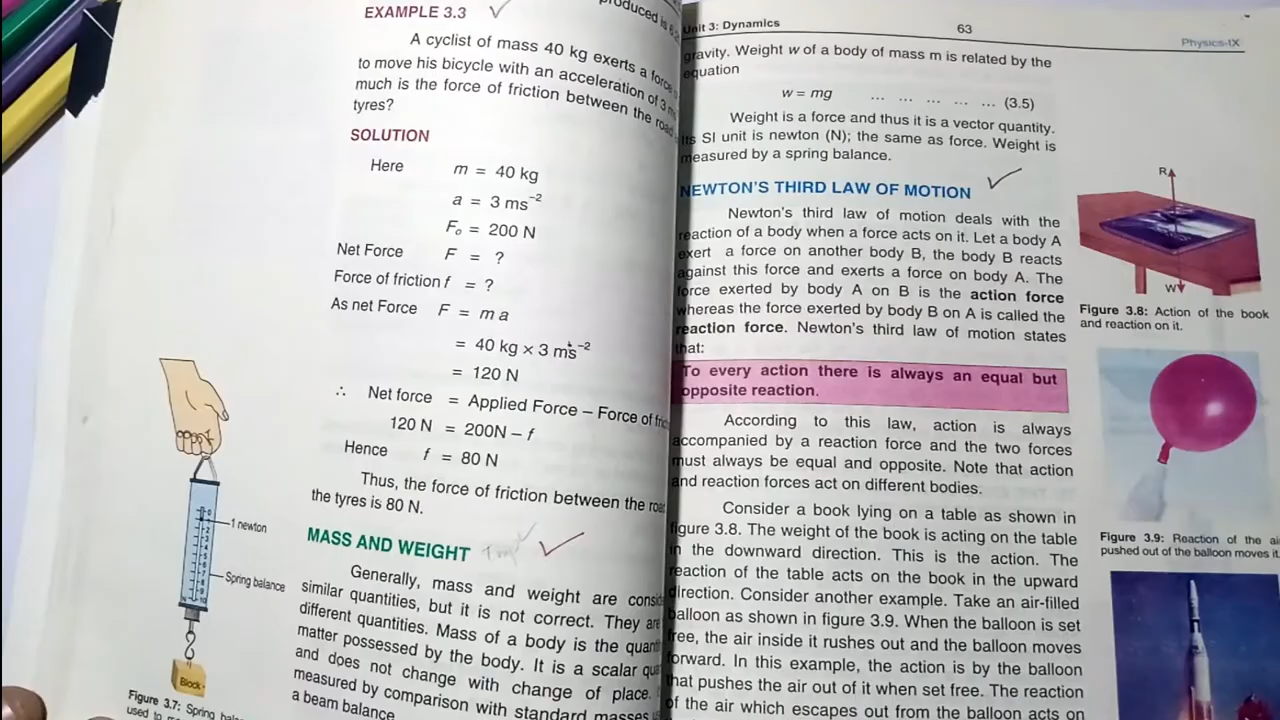 EXAMPLE 3.3
A cyclist of mass 40 kg exerts a force
to move his bicycle with an acceleration of 3
much is the force of friction between the road
tyres?
SOLUTION
Here m = 40 kg
a = 3 ms⁻²
Fₒ = 200 N
Net Force F = ?
Force of friction f = ?
As net Force F = m a
= 40 kg × 3 ms⁻²
= 120 N
∴ Net force = Applied Force – Force of
120 N = 200N – f
Hence f = 80 N
Thus, the force of friction between the road
the tyres is 80 N.
MASS AND WEIGHT
Generally, mass and weight are
similar quantities, but it is not correct. They are
different quantities. Mass of a body is the
matter possessed by the body. It is a scalar
and does not change with change of place.
measured by comparison with standard masses
a beam balance
1 newton
Spring balance
Block
Figure 3.7: Spring
used to
Unit 3: Dynamics
63
Physics-IX
gravity. Weight w of a body of mass m is related by the
equation
w = mg ... ... ... ... ... (3.5)
Weight is a force and thus it is a vector quantity.
Its SI unit is newton (N); the same as force. Weight is
measured by a spring balance.
NEWTON'S THIRD LAW OF MOTION
Newton's third law of motion deals with the
reaction of a body when a force acts on it. Let a body A
exert a force on another body B, the body B reacts
against this force and exerts a force on body A. The
force exerted by body A on B is the action force
whereas the force exerted by body B on A is called the
reaction force. Newton's third law of motion states
that:
To every action there is always an equal but
opposite reaction.
According to this law, action is always
accompanied by a reaction force and the two forces
must always be equal and opposite. Note that action
and reaction forces act on different bodies.
Consider a book lying on a table as shown in
figure 3.8. The weight of the book is acting on the table
in the downward direction. This is the action. The
reaction of the table acts on the book in the upward
direction. Consider another example. Take an air-filled
balloon as shown in figure 3.9. When the balloon is set
free, the air inside it rushes out and the balloon moves
forward. In this example, the action is by the balloon
that pushes the air out of it when set free. The reaction
of the air which escapes out from the balloon acts on
R
W
Figure 3.8: Action of the book
and reaction on it.
Figure 3.9: Reaction of the
pushed out of the balloon moves it.